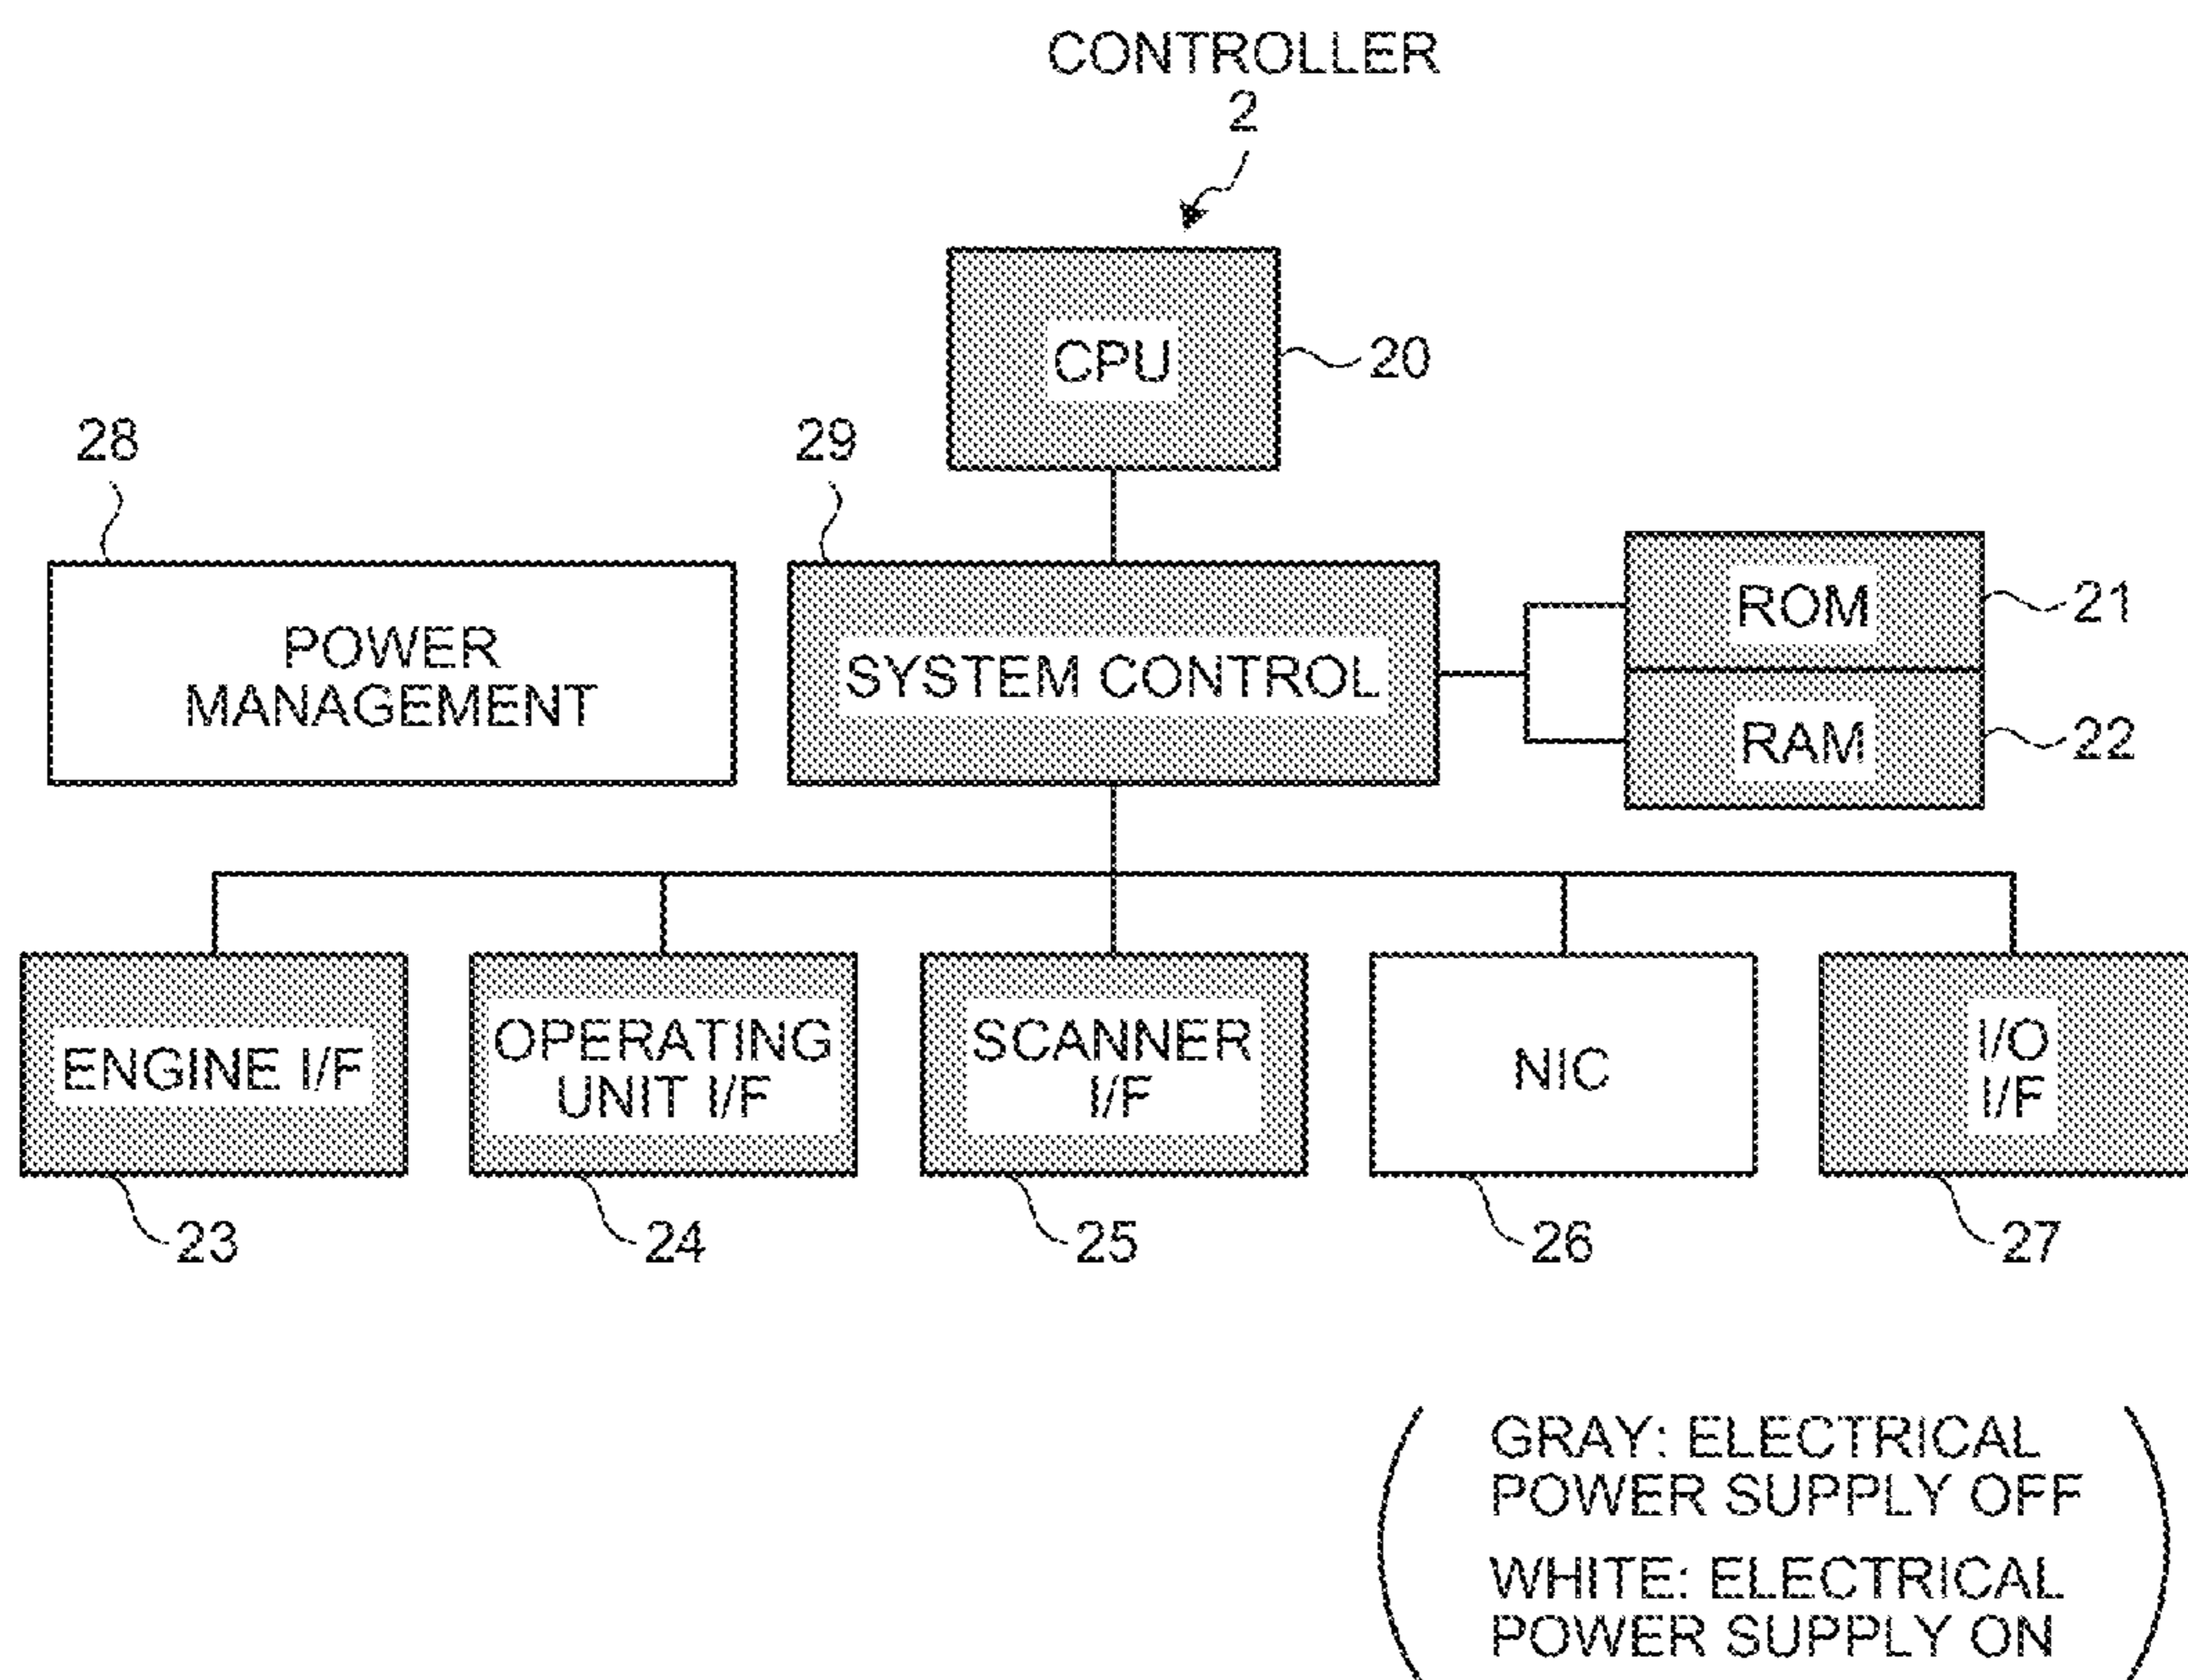 CONTROLLER
2
CPU
20
28
29
POWER
MANAGEMENT
SYSTEM CONTROL
ROM
21
RAM
22
ENGINE I/F
OPERATING
UNIT I/F
SCANNER
I/F
NIC
I/O
I/F
23
24
25
26
27
GRAY: ELECTRICAL
POWER SUPPLY OFF
WHITE: ELECTRICAL
POWER SUPPLY ON